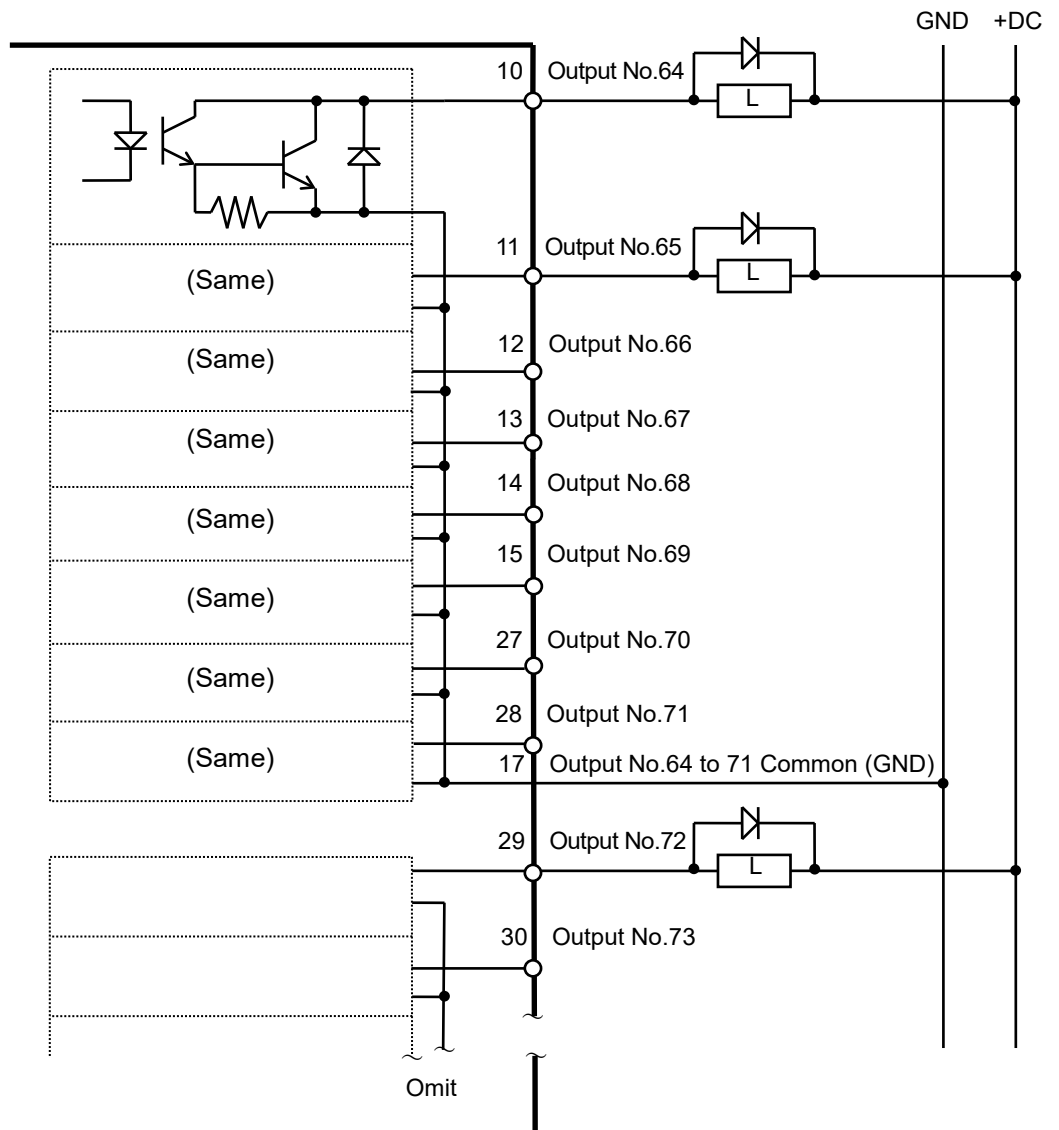 GND +DC
10 Output No.64
L
11 Output No.65
L
(Same)
12 Output No.66
(Same)
13 Output No.67
(Same)
14 Output No.68
(Same)
15 Output No.69
(Same)
27 Output No.70
(Same)
28 Output No.71
(Same)
17 Output No.64 to 71 Common (GND)
29 Output No.72
L
30 Output No.73
Omit